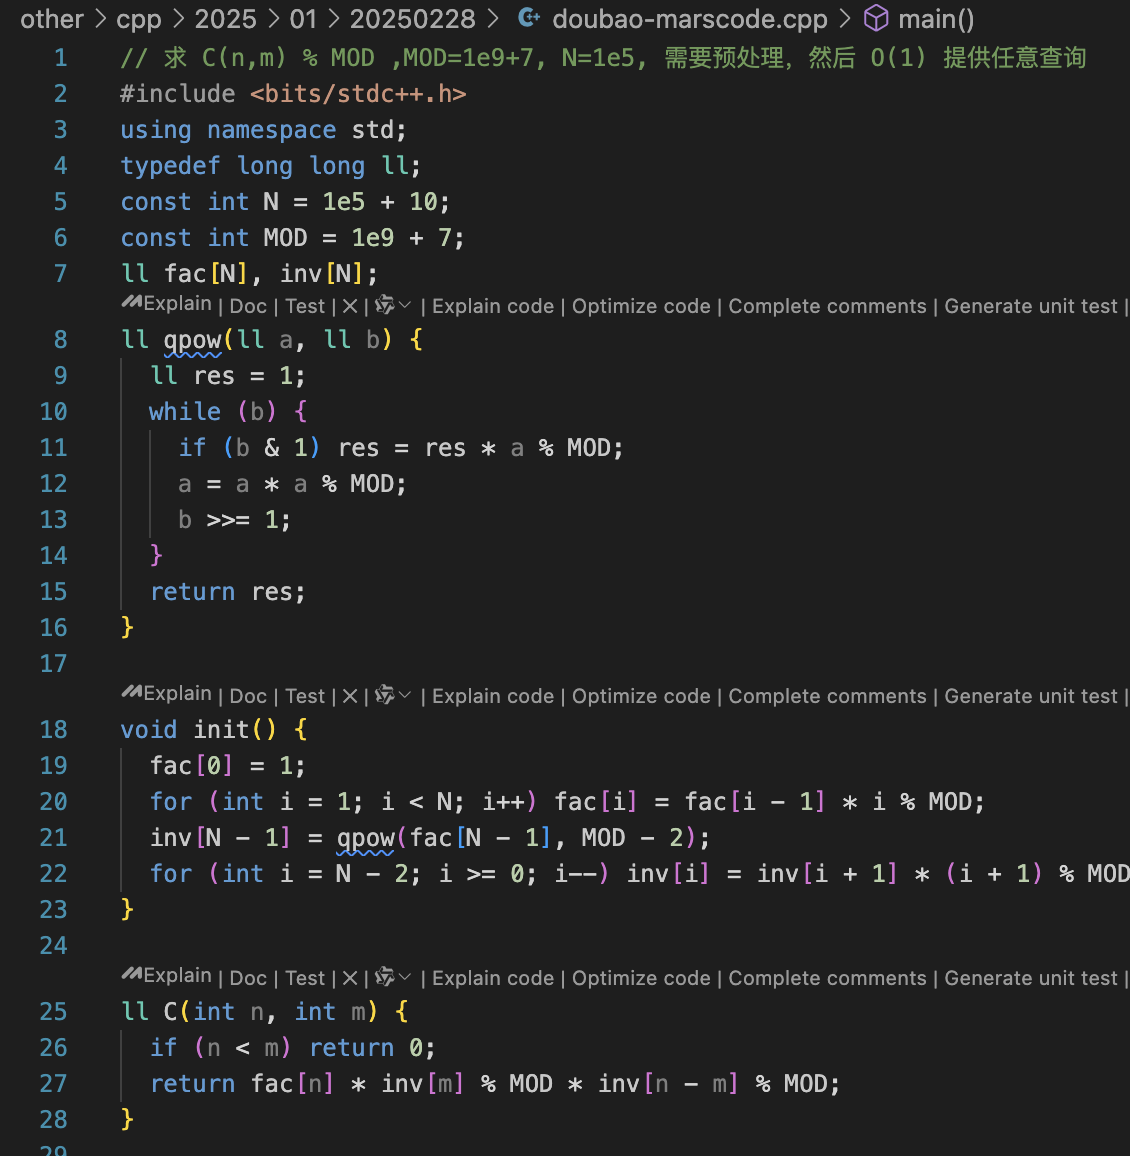 other > cpp > 2025 > 01 > 20250228 > doubao-marscode.cpp > main()
1 // 求 C(n,m) % MOD ,MOD=1e9+7, N=1e5, 需要预处理，然后 O(1) 提供任意查询
2 #include <bits/stdc++.h>
3 using namespace std;
4 typedef long long ll;
5 const int N = 1e5 + 10;
6 const int MOD = 1e9 + 7;
7 ll fac[N], inv[N];
Explain | Doc | Test | X | | Explain code | Optimize code | Complete comments | Generate unit test |
8 ll qpow(ll a, ll b) {
9 ll res = 1;
10 while (b) {
11 if (b & 1) res = res * a % MOD;
12 a = a * a % MOD;
13 b >>= 1;
14 }
15 return res;
16 }
17
Explain | Doc | Test | X | | Explain code | Optimize code | Complete comments | Generate unit test |
18 void init() {
19 fac[0] = 1;
20 for (int i = 1; i < N; i++) fac[i] = fac[i - 1] * i % MOD;
21 inv[N - 1] = qpow(fac[N - 1], MOD - 2);
22 for (int i = N - 2; i >= 0; i--) inv[i] = inv[i + 1] * (i + 1) % MOD
23 }
24
Explain | Doc | Test | X | | Explain code | Optimize code | Complete comments | Generate unit test |
25 ll C(int n, int m) {
26 if (n < m) return 0;
27 return fac[n] * inv[m] % MOD * inv[n - m] % MOD;
28 }
29